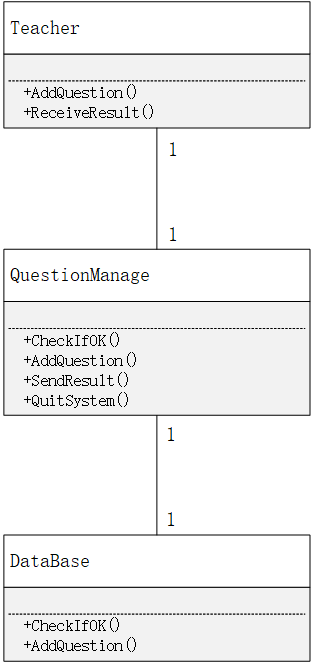 Teacher
+AddQuestion()
+ReceiveResult()
1
1
QuestionManage
+CheckIfOK()
+AddQuestion()
+SendResult()
+QuitSystem()
1
1
DataBase
+CheckIfOK()
+AddQuestion()